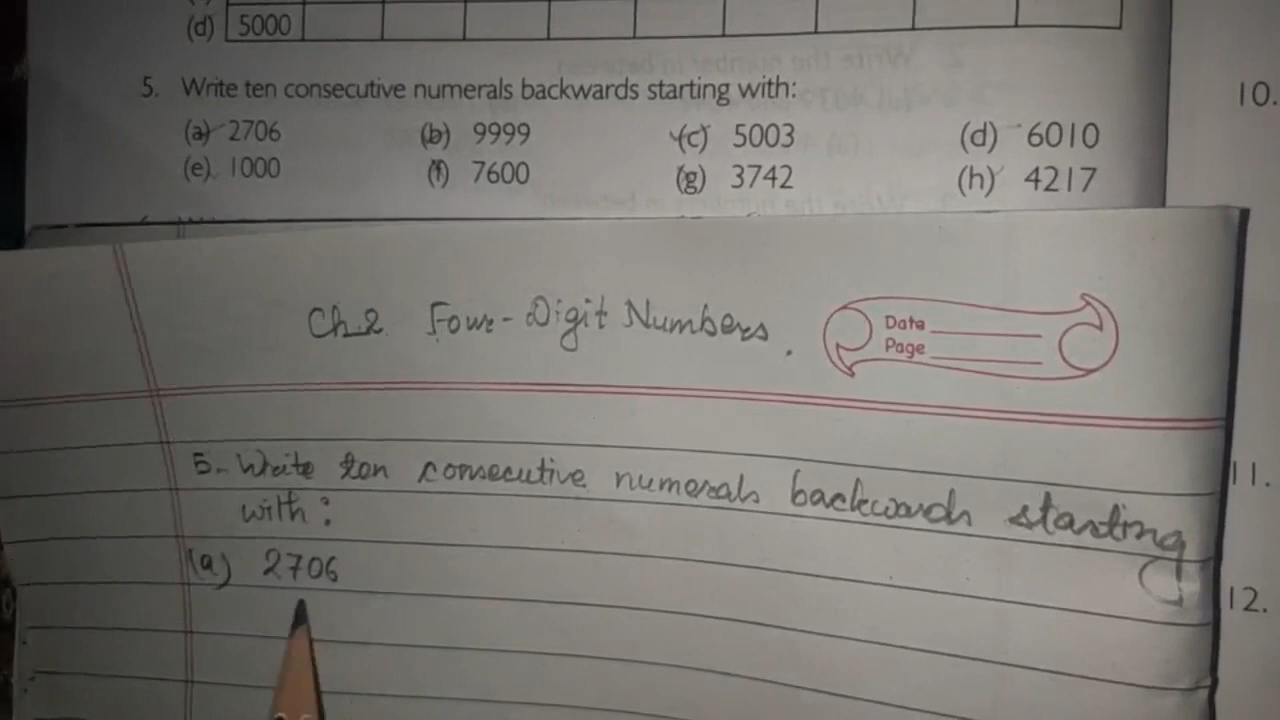 (d) 5000
5. Write ten consecutive numerals backwards starting with:
(a) 2706 (b) 9999 (c) 5003 (d) 6010
(e) 1000 (f) 7600 (g) 3742 (h) 4217
10.
Ch.2. Four-Digit Numbers.
Date
Page
11.
5. Write ten consecutive numerals backwards starting
with:
(a) 2706
12.